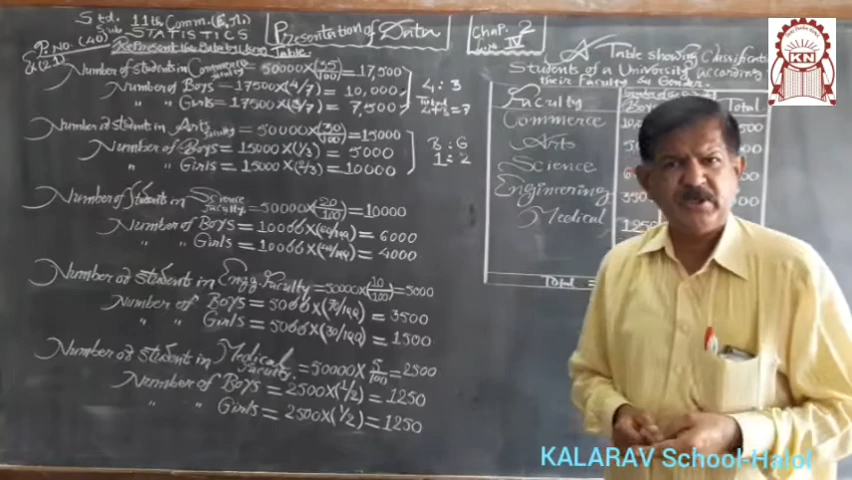 Std. 11th Comm. (E.M.)
Sub. STATISTICS
Presentation of Data
Chap. 2
P. No. (40)
Q (21)
Represent the Data by Using Table.
Number of students in Commerce Faculty = 50000 X (35/100) = 17,500
Number of Boys = 17500 X (4/7) = 10,000
" " Girls = 17500 X (3/7) = 7,500
4 : 3
Total 4+3=7
Number of student in Arts Faculty = 50000 X (30/100) = 15000
Number of Boys = 15000 X (1/3) = 5000
" " Girls = 15000 X (2/3) = 10000
B : G
1 : 2
Number of Students in Science Faculty = 50000 X (20/100) = 10000
Number of Boys = 10000 X (60/100) = 6000
" " Girls = 10000 X (40/100) = 4000
Number of student in Engg. Faculty = 50000 X (10/100) = 5000
Number of Boys = 5000 X (70/100) = 3500
" " Girls = 5000 X (30/100) = 1500
Number of student in Medical Faculty = 50000 X 5/100 = 2500
Number of Boys = 2500 X (1/2) = 1250
" " Girls = 2500 X (1/2) = 1250
A Table showing Classification
Students of a University according
their Faculty & Gender.
Faculty
Boys
Total
Commerce
Arts
Science
Engineering
Medical
1250
Total =
KN
KALARAV School-Halol